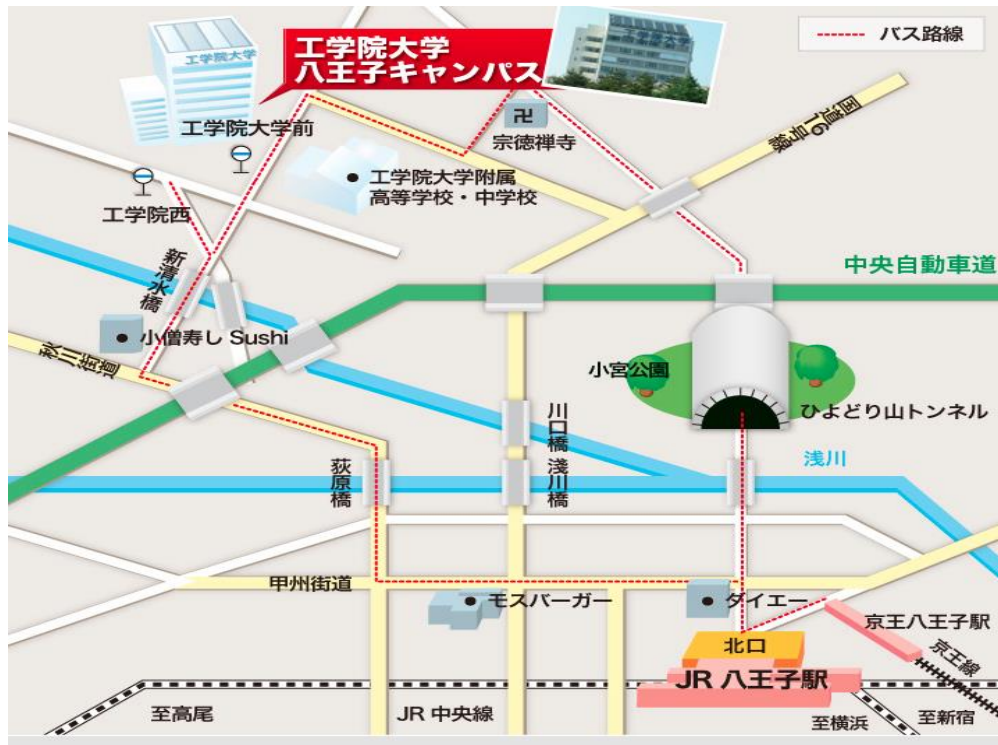 バス路線
工学院大学
工学院大学
八王子キャンパス
工学院大学前
卍
宗徳禅寺
国道16号線
工学院大学附属
高等学校・中学校
工学院西
新清水橋
中央自動車道
小僧寿し Sushi
秋川街道
小宮公園
ひよどり山トンネル
川口橋
浅川
荻原橋
淺川橋
甲州街道
モスバーガー
ダイエー
京王八王子駅
北口
京王線
JR 八王子駅
至高尾
JR 中央線
至横浜
至新宿